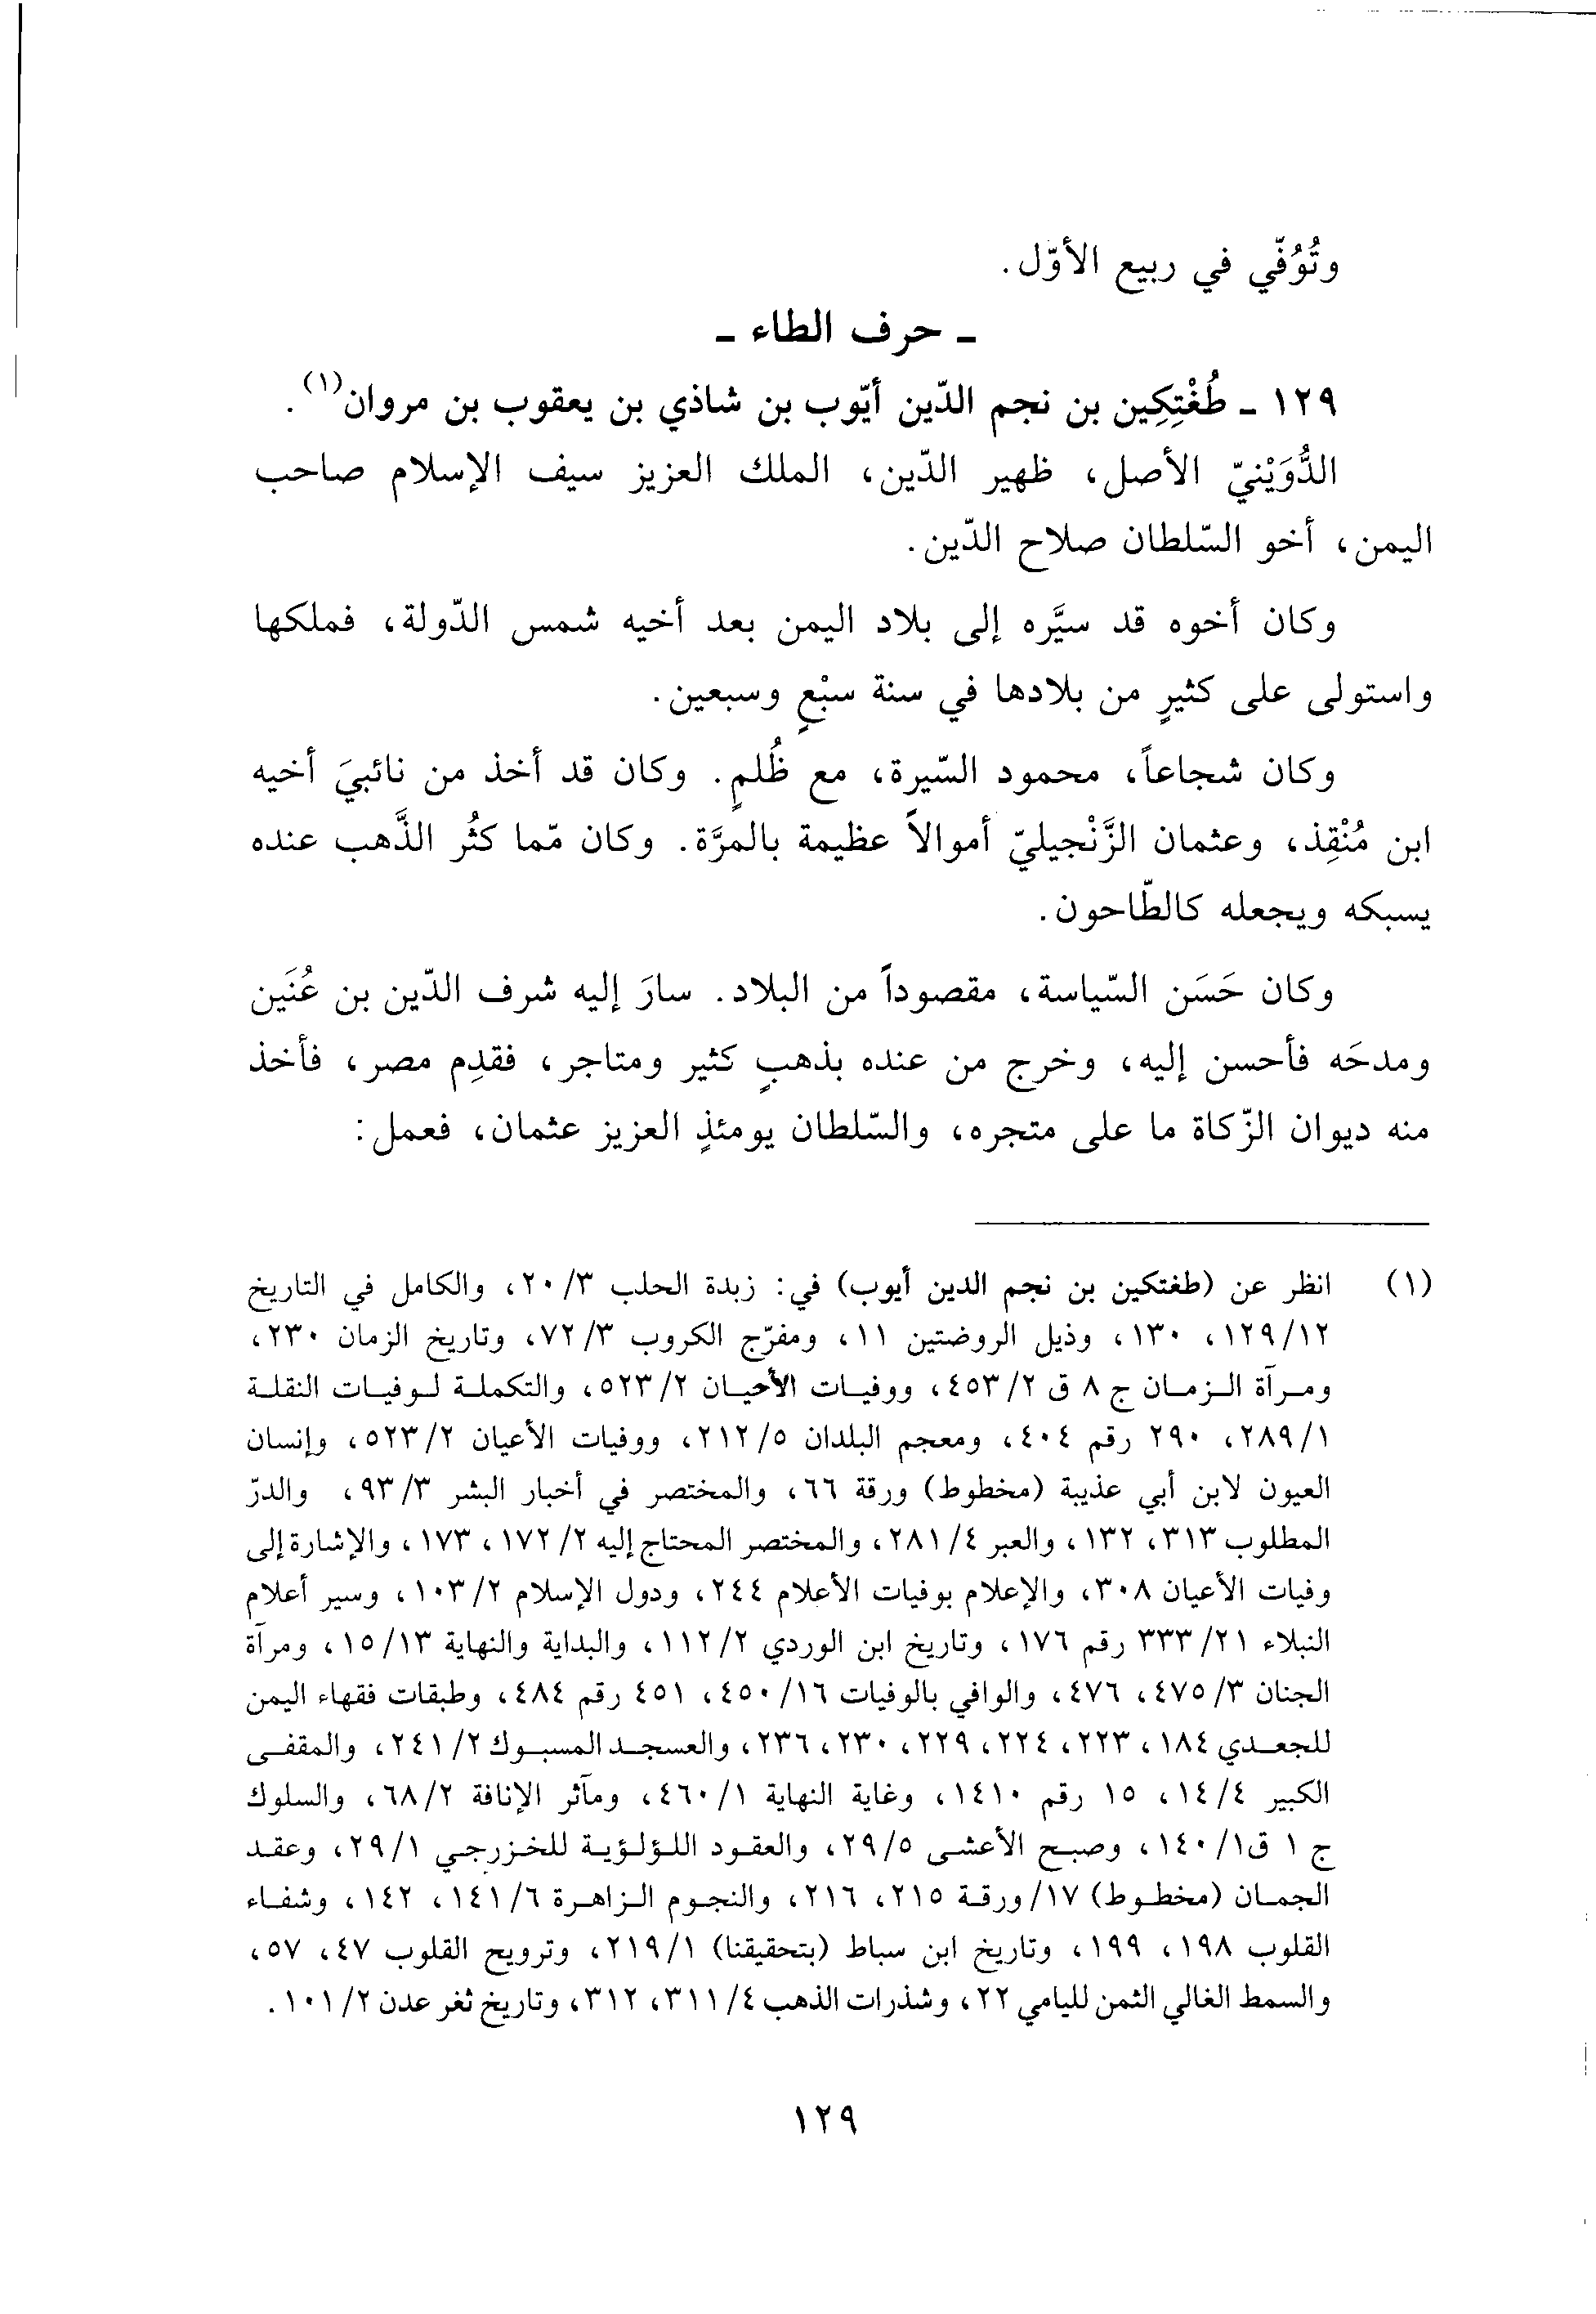 وتُوُفّي في ربيع الأوّل.
ـ حرف الطاء ـ
١٢٩ ـ طُغْتِكِين بن نجم الدّين أيّوب بن شاذي بن يعقوب بن مروان(١).
الدُّوَيْنيّ الأصل، ظهير الدّين، الملك العزيز سيف الإسلام صاحب
اليمن، أخو السّلطان صلاح الدّين.
وكان أخوه قد سيَّره إلى بلاد اليمن بعد أخيه شمس الدّولة، فملكها
واستولى على كثيرٍ من بلادها في سنة سبْعٍ وسبعين.
وكان شجاعاً، محمود السّيرة، مع ظُلمٍ. وكان قد أخذ من نائبيَ أخيه
ابن مُنْقِذ، وعثمان الزَّنْجيليّ أموالاً عظيمة بالمرَّة. وكان مّما كثُر الذَّهب عنده
يسبكه ويجعله كالطّاحون.
وكان حَسَن السّياسة، مقصوداً من البلاد. سارَ إليه شرف الدّين بن عُنَين
ومدحَه فأحسن إليه، وخرج من عنده بذهبٍ كثير ومتاجر، فقدِم مصر، فأخذ
منه ديوان الزّكاة ما على متجره، والسّلطان يومئذٍ العزيز عثمان، فعمل:
(١) انظر عن (طغتكين بن نجم الدين أيوب) في: زبدة الحلب ٣/ ٢٠، والكامل في التاريخ
١٢/ ١٢٩، ١٣٠، وذيل الروضتين ١١، ومفرّج الكروب ٣/ ٧٢، وتاريخ الزمان ٢٣٠،
ومرآة الزمان ج ٨ ق ٢/ ٤٥٣، ووفيات الأحيان ٢/ ٥٢٣، والتكملة لوفيات النقلة
١/ ٢٨٩، ٢٩٠ رقم ٤٠٤، ومعجم البلدان ٥/ ٢١٢، ووفيات الأعيان ٢/ ٥٢٣، وإنسان
العيون لابن أبي عذيبة (مخطوط) ورقة ٦٦، والمختصر في أخبار البشر ٣/ ٩٣، والدرّ
المطلوب ٣١٣، ١٣٢، والعبر ٤/ ٢٨١، والمختصر المحتاج إليه ٢/ ١٧٢، ١٧٣، والإشارة إلى
وفيات الأعيان ٣٠٨، والإعلام بوفيات الأعلام ٢٤٤، ودول الإسلام ٢/ ١٠٣، وسير أعلام
النبلاء ٢١/ ٣٣٣ رقم ١٧٦، وتاريخ ابن الوردي ٢/ ١١٢، والبداية والنهاية ١٣/ ١٥، ومرآة
الجنان ٣/ ٤٧٥، ٤٧٦، والوافي بالوفيات ١٦/ ٤٥٠، ٤٥١ رقم ٤٨٤، وطبقات فقهاء اليمن
للجعدي ١٨٤، ٢٢٣، ٢٢٤، ٢٢٩، ٢٣٠، ٢٣٦، والعسجد المسبوك ٢/ ٢٤١، والمقفى
الكبير ٤/ ١٤، ١٥ رقم ١٤١٠، وغاية النهاية ١/ ٤٦٠، ومآثر الإنافة ٢/ ٦٨، والسلوك
ج ١ ق١/ ١٤٠، وصبح الأعشى ٥/ ٢٩، والعقود اللؤلؤية للخزرجي ١/ ٢٩، وعقد
الجمان (مخطوط) ١٧/ ورقة ٢١٥، ٢١٦، والنجوم الزاهرة ٦/ ١٤١، ١٤٢، وشفاء
القلوب ١٩٨، ١٩٩، وتاريخ ابن سباط (بتحقيقنا) ١/ ٢١٩، وترويح القلوب ٤٧، ٥٧،
والسمط الغالي الثمن لليامي ٢٢، وشذرات الذهب ٤/ ٣١١، ٣١٢، وتاريخ ثغر عدن ٢/ ١٠١.
١٢٩